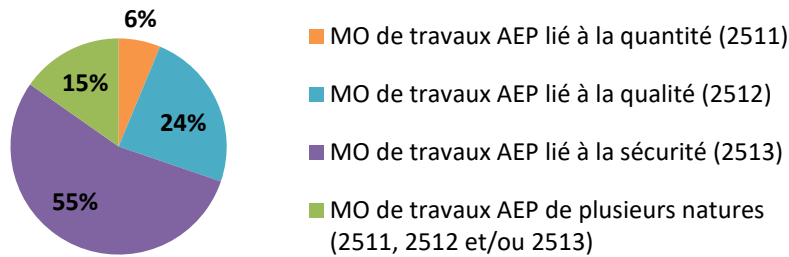 6%
15%
24%
55%
MO de travaux AEP lié à la quantité (2511)
MO de travaux AEP lié à la qualité (2512)
MO de travaux AEP lié à la sécurité (2513)
MO de travaux AEP de plusieurs natures
(2511, 2512 et/ou 2513)